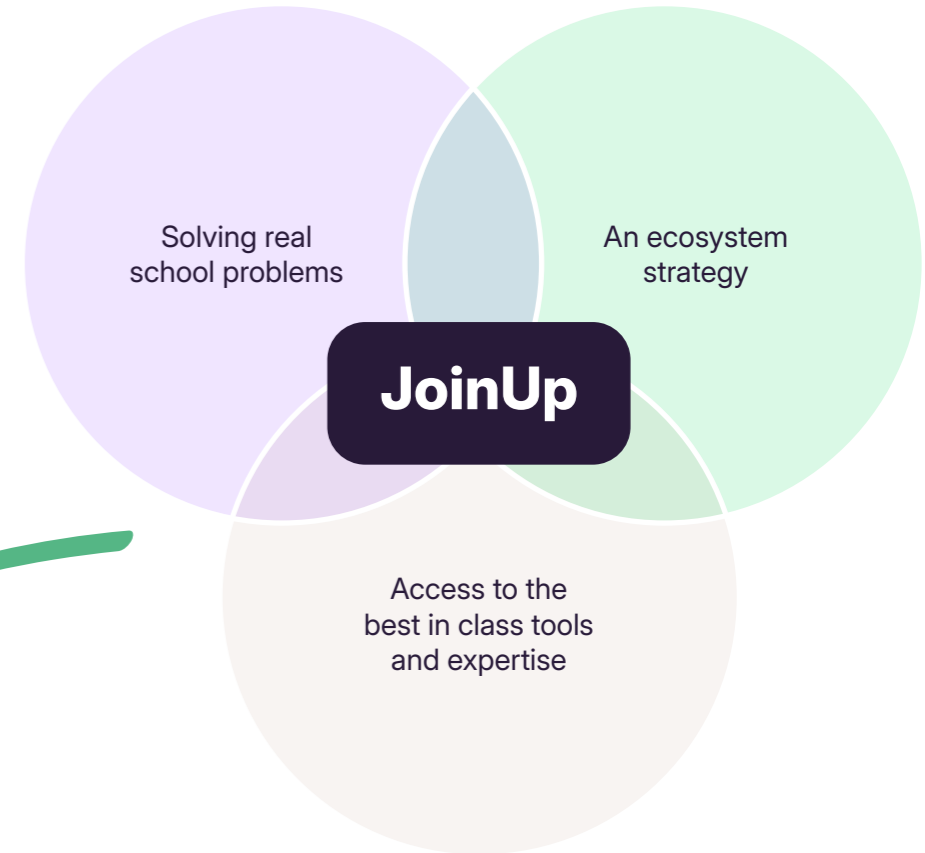 Solving real
school problems
An ecosystem
strategy
JoinUp
Access to the
best in class tools
and expertise